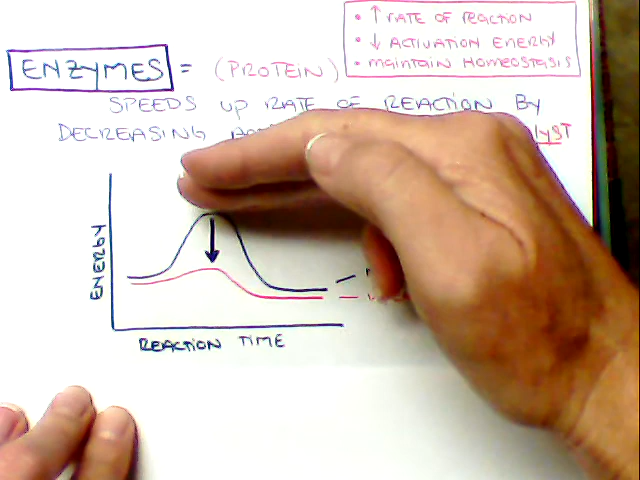 • ↑ RATE OF REACTION
• ↓ ACTIVATION ENERGY
• MAINTAIN HOMEOSTASIS
ENZYMES = (PROTEIN)
SPEEDS UP RATE OF REACTION BY
DECREASING
ENERGY
REACTION TIME